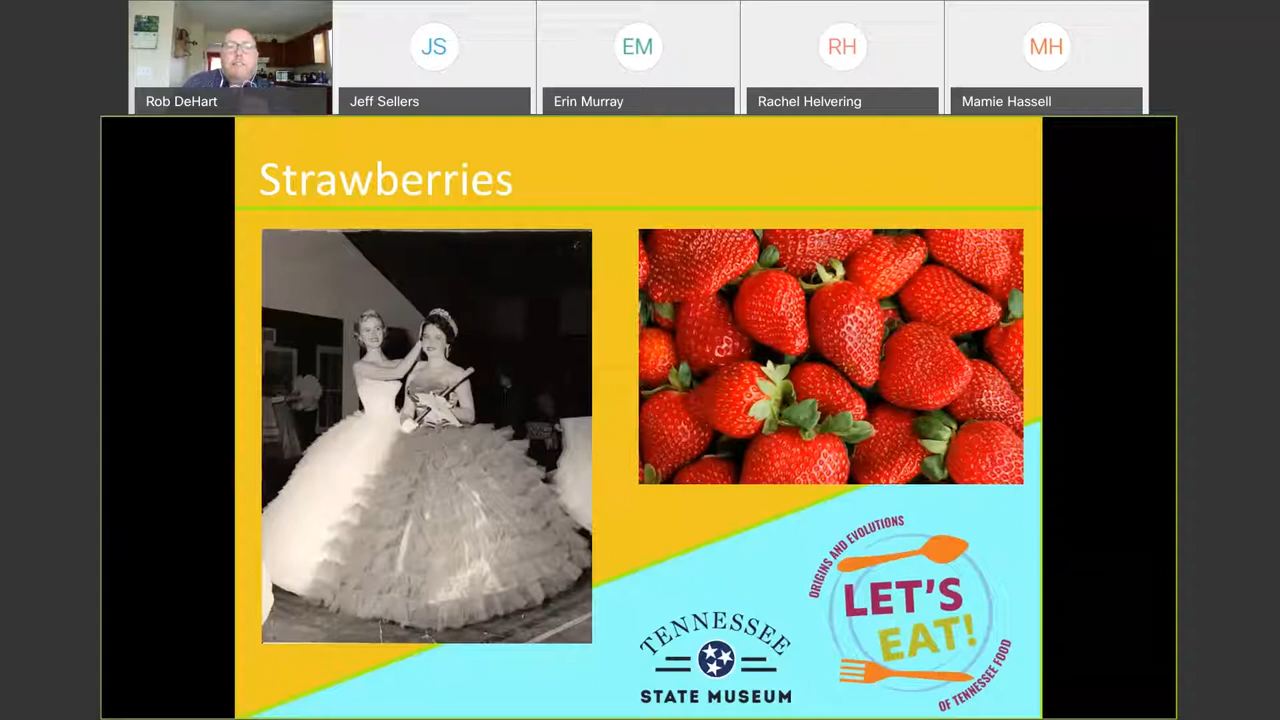 JS
EM
RH
MH
Rob DeHart
Jeff Sellers
Erin Murray
Rachel Helvering
Mamie Hassell
Strawberries
ORIGINS AND EVOLUTIONS
LET'S
EAT!
OF TENNESSEE FOOD
TENNESSEE
STATE MUSEUM